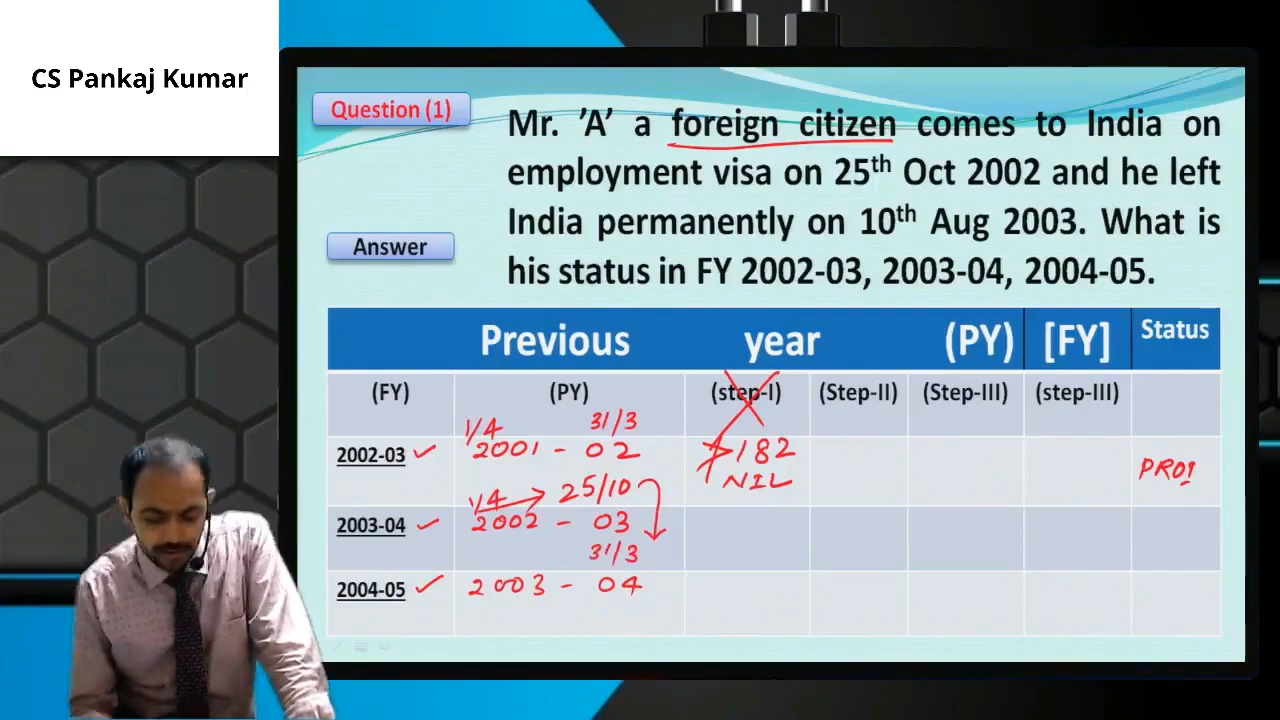 CS Pankaj Kumar
Question (1)
Mr. ’A’ a foreign citizen comes to India on
employment visa on 25th Oct 2002 and he left
India permanently on 10th Aug 2003. What is
his status in FY 2002-03, 2003-04, 2004-05.
Answer
Previous year (PY) [FY] Status
(FY) (PY) (step-I) (Step-II) (Step-III) (step-III)
1/4 31/3
2002-03 2001 - 02 >182
NIL
PROI
1/4 25/10
2003-04 2002 - 03
31/3
2004-05 2003 - 04